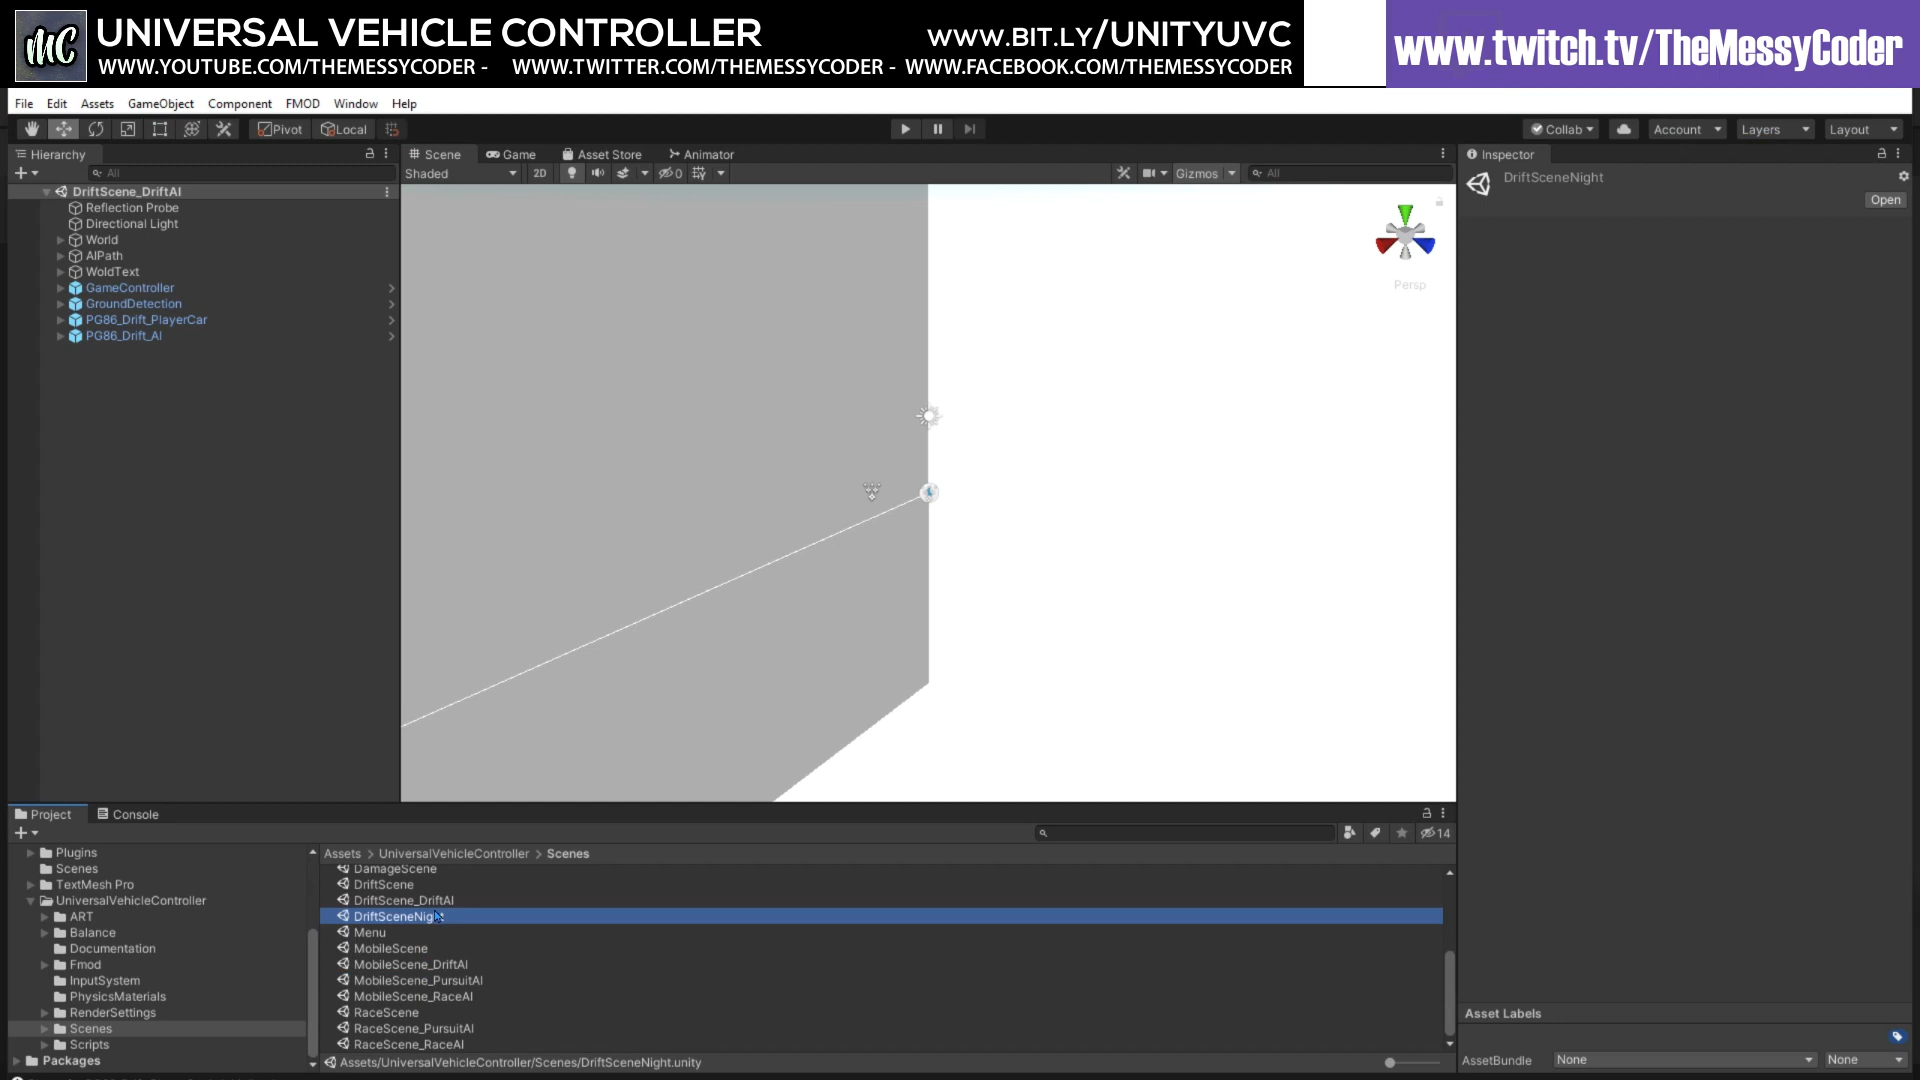 MC
UNIVERSAL VEHICLE CONTROLLER
WWW.BIT.LY/UNITYUVC
WWW.YOUTUBE.COM/THEMESSYCODER - WWW.TWITTER.COM/THEMESSYCODER - WWW.FACEBOOK.COM/THEMESSYCODER
www.twitch.tv/TheMessyCoder
File Edit Assets GameObject Component FMOD Window Help
Pivot Local
Collab Account Layers Layout
Hierarchy
All
DriftScene_DriftAI
Reflection Probe
Directional Light
World
AIPath
WoldText
GameController
GroundDetection
PG86_Drift_PlayerCar
PG86_Drift_AI
Scene Game Asset Store Animator
Shaded 2D 0 Gizmos All
Persp
Inspector
DriftSceneNight
Open
Project Console
14
Plugins
Scenes
TextMesh Pro
UniversalVehicleController
ART
Balance
Documentation
Fmod
InputSystem
PhysicsMaterials
RenderSettings
Scenes
Scripts
Packages
Assets > UniversalVehicleController > Scenes
DamageScene
DriftScene
DriftScene_DriftAI
DriftSceneNight
Menu
MobileScene
MobileScene_DriftAI
MobileScene_PursuitAI
MobileScene_RaceAI
RaceScene
RaceScene_PursuitAI
RaceScene_RaceAI
Assets/UniversalVehicleController/Scenes/DriftSceneNight.unity
Asset Labels
AssetBundle None None